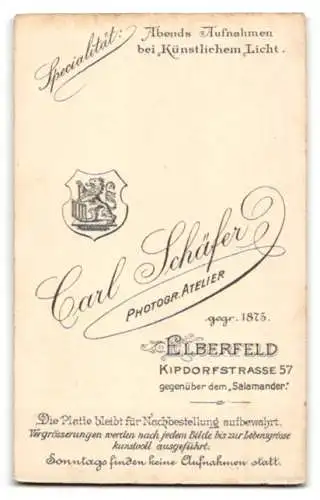 Specialität:
Abends Aufnahmen
bei Künstlichem Licht.
Carl Schäfer
PHOTOGR. ATELIER
gegr. 1875.
ELBERFELD
KIPDORFSTRASSE 57
gegenüber dem „Salamander."
Die Platte bleibt für Nachbestellung aufbewahrt.
Vergrösserungen werden nach jedem Bilde bis zur Lebensgrösse
kunstvoll ausgeführt.
Sonntags finden keine Aufnahmen statt.